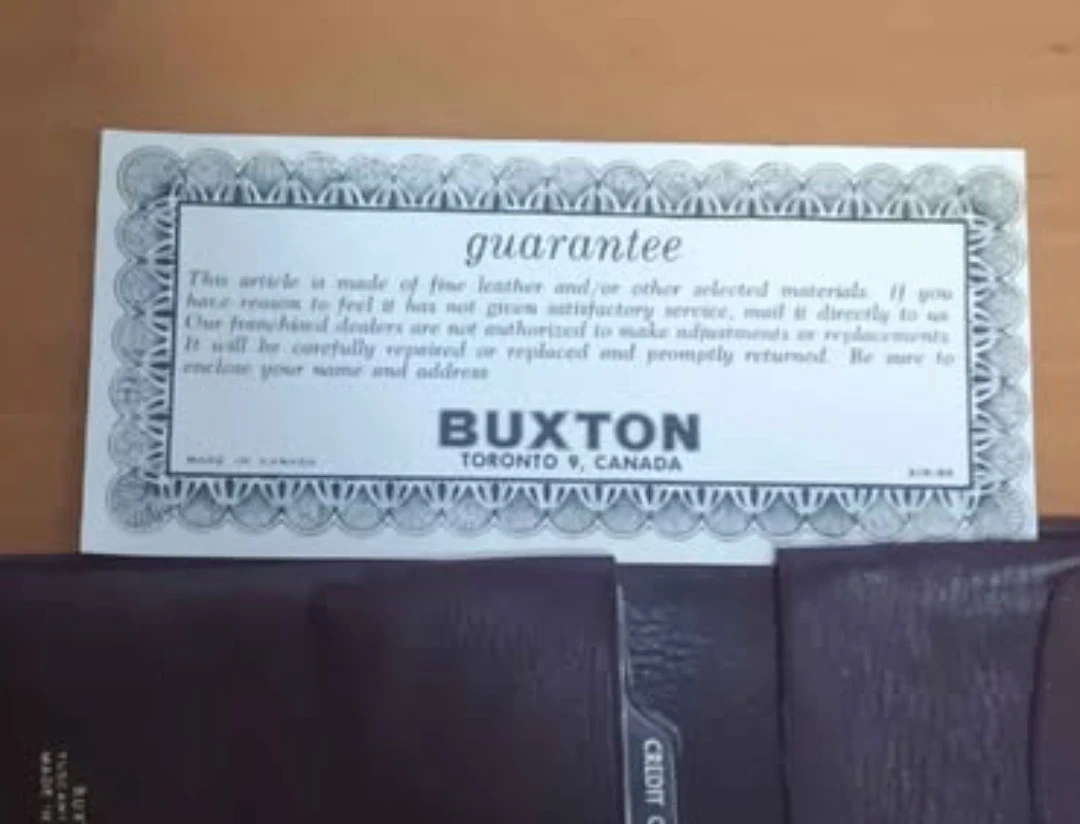 guarantee
This article is made of fine leather and/or other selected materials. If you
have reason to feel it has not given satisfactory service, mail it directly to us.
Our franchised dealers are not authorized to make adjustments or replacements.
It will be carefully repaired or replaced and promptly returned. Be sure to
enclose your name and address
BUXTON
TORONTO 9, CANADA
MADE IN CANADA
CREDIT
MADE